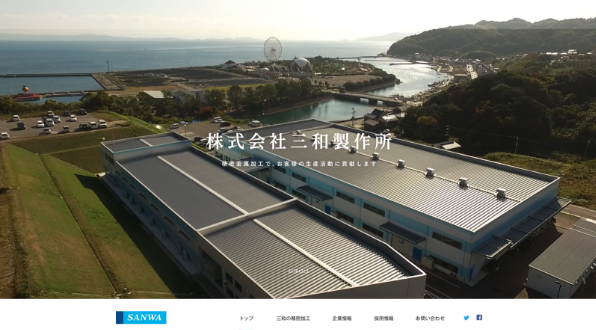 株式会社三和製作所
精密金属加工で、お客様の生産活動に貢献します
SCROLL
SANWA
トップ
三和の精密加工
企業情報
採用情報
お問い合わせ